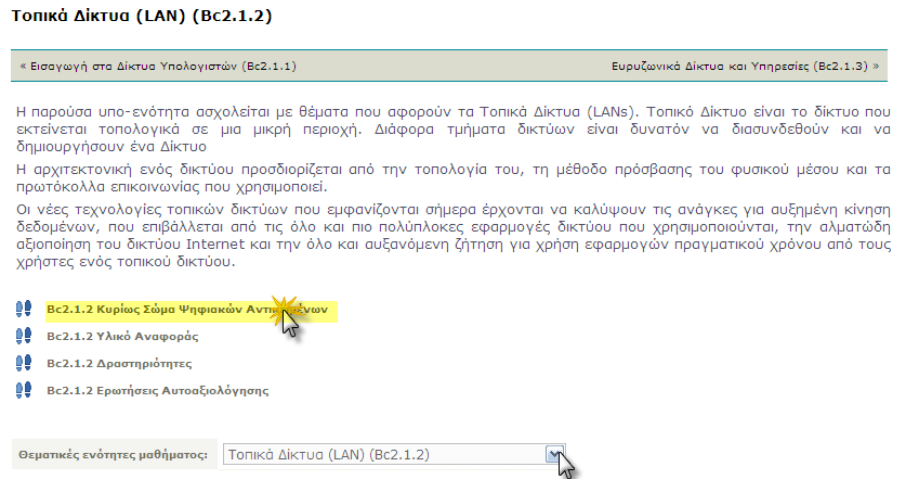 Τοπικά Δίκτυα (LAN) (Bc2.1.2)
« Εισαγωγή στα Δίκτυα Υπολογιστών (Bc2.1.1) Ευρυζωνικά Δίκτυα και Υπηρεσίες (Bc2.1.3) »
Η παρούσα υπο-ενότητα ασχολείται με θέματα που αφορούν τα Τοπικά Δίκτυα (LANs). Τοπικό Δίκτυο είναι το δίκτυο που
εκτείνεται τοπολογικά σε μια μικρή περιοχή. Διάφορα τμήματα δικτύων είναι δυνατόν να διασυνδεθούν και να
δημιουργήσουν ένα Δίκτυο
Η αρχιτεκτονική ενός δικτύου προσδιορίζεται από την τοπολογία του, τη μέθοδο πρόσβασης του φυσικού μέσου και τα
πρωτόκολλα επικοινωνίας που χρησιμοποιεί.
Οι νέες τεχνολογίες τοπικών δικτύων που εμφανίζονται σήμερα έρχονται να καλύψουν τις ανάγκες για αυξημένη κίνηση
δεδομένων, που επιβάλλεται από τις όλο και πιο πολύπλοκες εφαρμογές δικτύου που χρησιμοποιούνται, την αλματώδη
αξιοποίηση του δικτύου Internet και την όλο και αυξανόμενη ζήτηση για χρήση εφαρμογών πραγματικού χρόνου από τους
χρήστες ενός τοπικού δικτύου.
Bc2.1.2 Κυρίως Σώμα Ψηφιακών
Bc2.1.2 Υλικό Αναφοράς
Bc2.1.2 Δραστηριότητες
Bc2.1.2 Ερωτήσεις Αυτοαξιολόγησης
Θεματικές ενότητες μαθήματος: Τοπικά Δίκτυα (LAN) (Bc2.1.2)